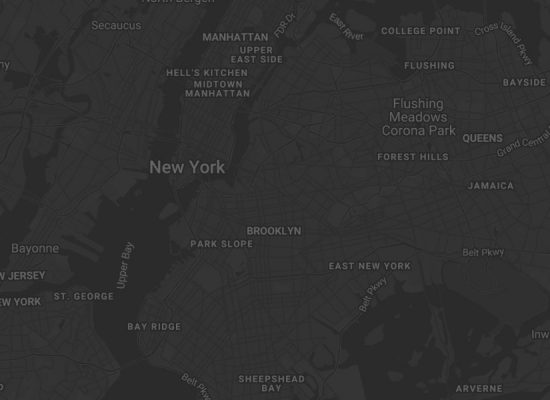 NORTH Bergen
Secaucus
FDR Dr
East River
COLLEGE POINT
Cross Island Pkwy
MANHATTAN
UPPER
EAST SIDE
FLUSHING
HELL'S KITCHEN
MIDTOWN
MANHATTAN
BAYSIDE
Flushing
Meadows
Corona Park
QUEENS
Grand Central
FOREST HILLS
New York
JAMAICA
BROOKLYN
PARK SLOPE
Bayonne
Upper Bay
Belt Pkwy
EAST NEW YORK
W JERSEY
EW YORK
ST. GEORGE
Belt Pkwy
BAY RIDGE
Inw
SHEEPSHEAD
BAY
Belt Pkwy
ARVERNE